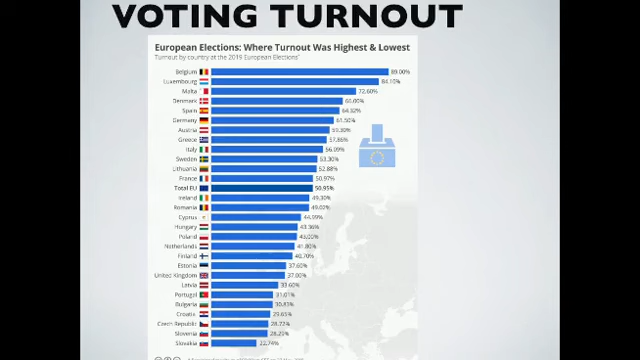 VOTING TURNOUT
European Elections: Where Turnout Was Highest & Lowest
Turnout by country at the 2019 European Elections*
Belgium 89.00%
Luxembourg 84.10%
Malta 72.60%
Denmark 66.00%
Spain 64.32%
Germany 61.50%
Austria 59.30%
Greece 57.86%
Italy 56.09%
Sweden 53.30%
Lithuania 52.88%
France 50.97%
Total EU 50.95%
Ireland 49.30%
Romania 49.02%
Cyprus 44.99%
Hungary 43.36%
Poland 43.00%
Netherlands 41.80%
Finland 40.70%
Estonia 37.60%
United Kingdom 37.00%
Latvia 33.60%
Portugal 31.01%
Bulgaria 30.83%
Croatia 29.65%
Czech Republic 28.72%
Slovenia 28.29%
Slovakia 22.74%